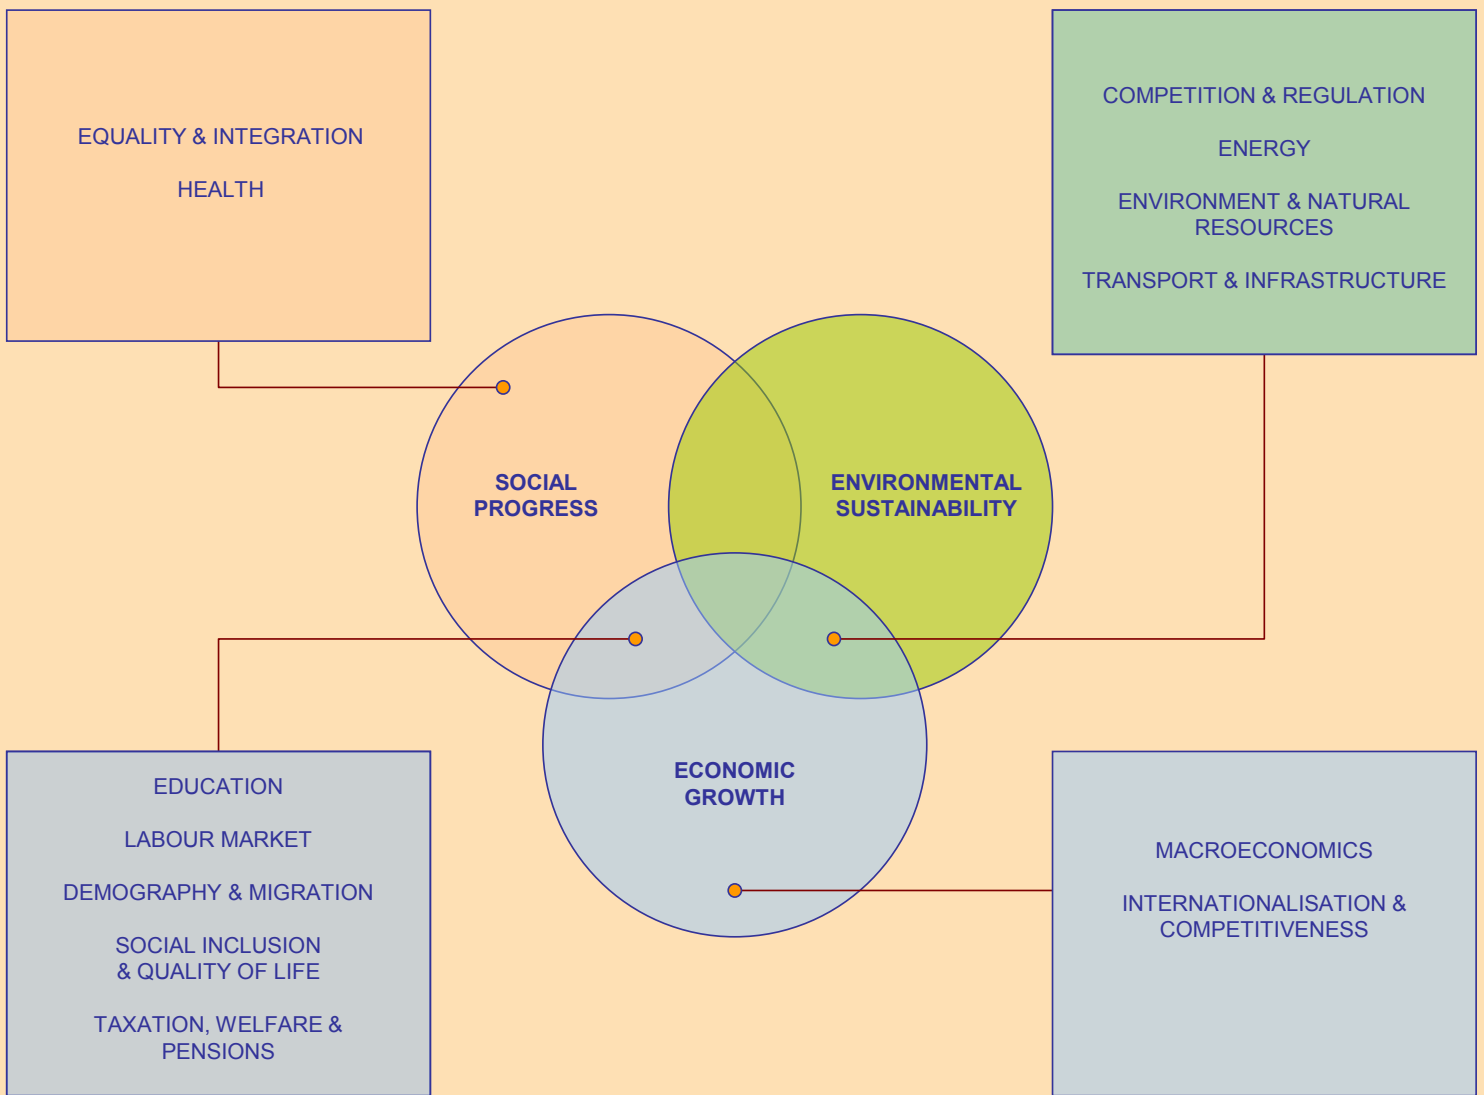 EQUALITY & INTEGRATION
HEALTH
COMPETITION & REGULATION
ENERGY
ENVIRONMENT & NATURAL
RESOURCES
TRANSPORT & INFRASTRUCTURE
SOCIAL
PROGRESS
ENVIRONMENTAL
SUSTAINABILITY
ECONOMIC
GROWTH
EDUCATION
LABOUR MARKET
DEMOGRAPHY & MIGRATION
SOCIAL INCLUSION
& QUALITY OF LIFE
TAXATION, WELFARE &
PENSIONS
MACROECONOMICS
INTERNATIONALISATION &
COMPETITIVENESS